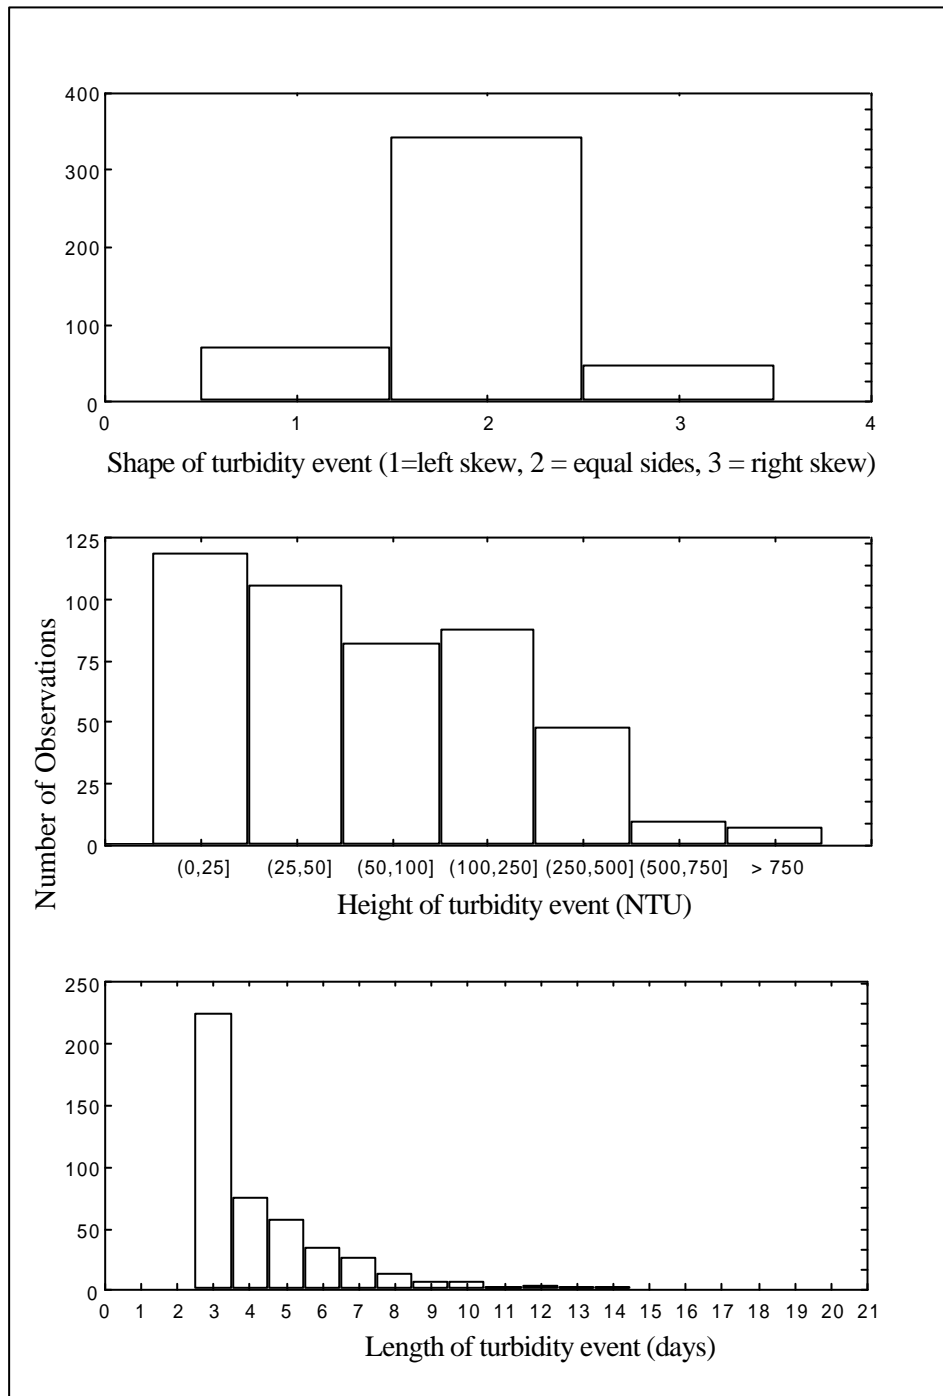 400
300
200
100
0
0 1 2 3 4
Shape of turbidity event (1=left skew, 2 = equal sides, 3 = right skew)
Number of Observations
125
100
75
50
25
0
(0,25] (25,50] (50,100] (100,250] (250,500] (500,750] > 750
Height of turbidity event (NTU)
250
200
150
100
50
0
0 1 2 3 4 5 6 7 8 9 10 11 12 13 14 15 16 17 18 19 20 21
Length of turbidity event (days)